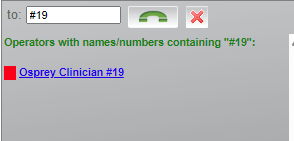 to: #19
Operators with names/numbers containing "#19":
Osprey Clinician #19